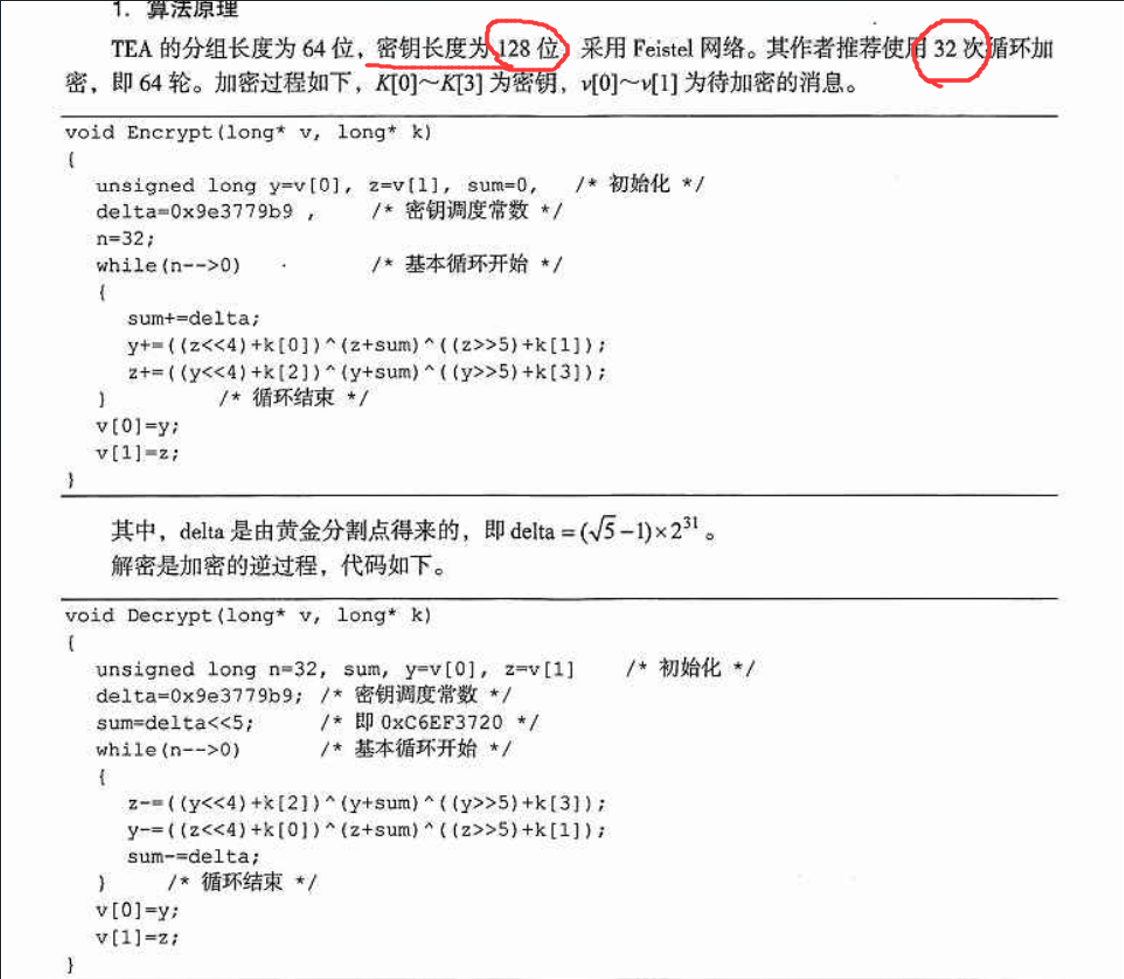 1. 算法原理
TEA 的分组长度为 64 位，密钥长度为 128 位，采用 Feistel 网络。其作者推荐使用 32 次循环加
密，即 64 轮。加密过程如下，K[0]～K[3] 为密钥，v[0]～v[1] 为待加密的消息。
void Encrypt(long* v, long* k)
{
unsigned long y=v[0], z=v[1], sum=0, /* 初始化 */
delta=0x9e3779b9 , /* 密钥调度常数 */
n=32;
while(n-->0) /* 基本循环开始 */
{
sum+=delta;
y+=((z<<4)+k[0])^(z+sum)^((z>>5)+k[1]);
z+=((y<<4)+k[2])^(y+sum)^((y>>5)+k[3]);
} /* 循环结束 */
v[0]=y;
v[1]=z;
}
其中，delta 是由黄金分割点得来的，即 delta = (√5 −1)×2³¹ 。
解密是加密的逆过程，代码如下。
void Decrypt(long* v, long* k)
{
unsigned long n=32, sum, y=v[0], z=v[1] /* 初始化 */
delta=0x9e3779b9; /* 密钥调度常数 */
sum=delta<<5; /* 即 0xC6EF3720 */
while(n-->0) /* 基本循环开始 */
{
z-=((y<<4)+k[2])^(y+sum)^((y>>5)+k[3]);
y-=((z<<4)+k[0])^(z+sum)^((z>>5)+k[1]);
sum-=delta;
} /* 循环结束 */
v[0]=y;
v[1]=z;
}